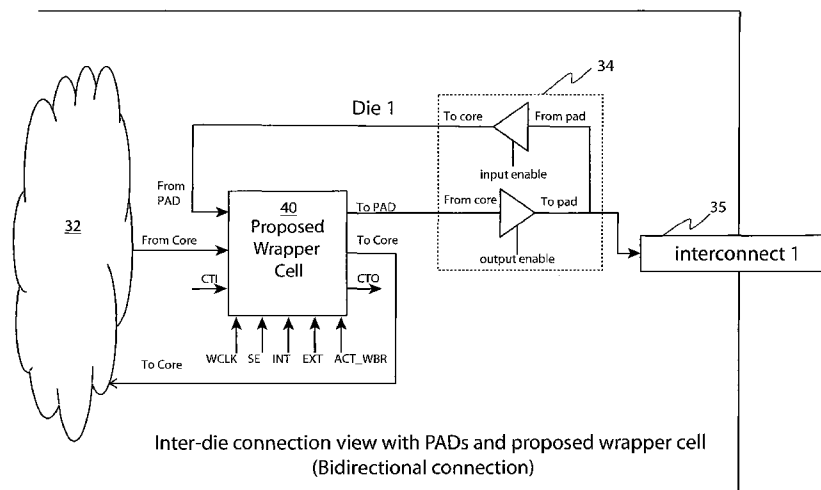 34
Die 1
To core
From pad
input enable
From PAD
40
Proposed
Wrapper
Cell
To PAD
From core
To pad
35
32
From Core
To Core
interconnect 1
output enable
CTI
CTO
WCLK SE INT EXT ACT_WBR
To Core
Inter-die connection view with PADs and proposed wrapper cell
(Bidirectional connection)